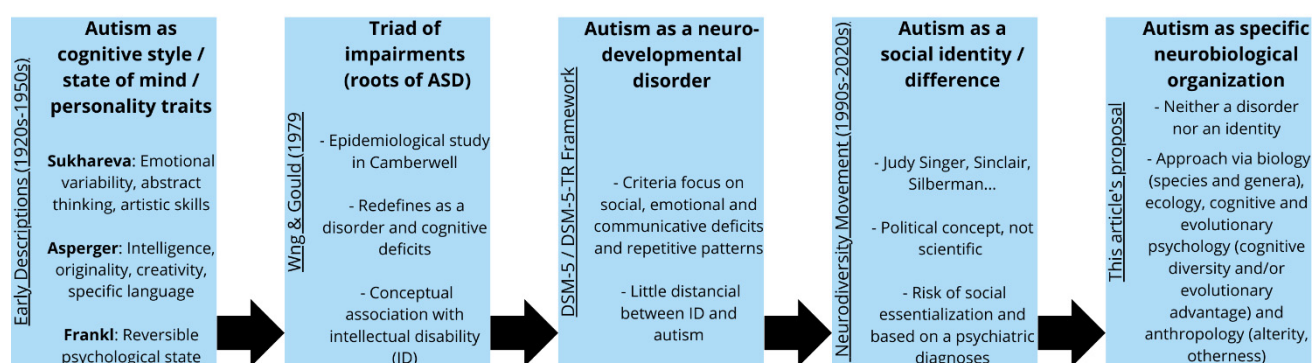 Early Descriptions (1920s-1950s)
Autism as
cognitive style /
state of mind /
personality traits
Sukhareva: Emotional
variability, abstract
thinking, artistic skills
Asperger: Intelligence,
originality, creativity,
specific language
Frankl: Reversible
psychological state
Wng & Gould (1979
Triad of
impairments
(roots of ASD)
- Epidemiological study
in Camberwell
- Redefines as a
disorder and cognitive
deficits
- Conceptual
association with
intellectual disability
(ID)
DSM-5 / DSM-5-TR Framework
Autism as a neuro-
developmental
disorder
- Criteria focus on
social, emotional and
communicative deficits
and repetitive patterns
- Little distancial
between ID and
autism
Neurodiversity Movement (1990s-2020s)
Autism as a
social identity /
difference
- Judy Singer, Sinclair,
Silberman...
- Political concept, not
scientific
- Risk of social
essentialization and
based on a psychiatric
diagnoses
This article's proposal
Autism as specific
neurobiological
organization
- Neither a disorder
nor an identity
- Approach via biology
(species and genera),
ecology, cognitive and
evolutionary
psychology (cognitive
diversity and/or
evolutionary
advantage) and
anthropology (alterity,
otherness)